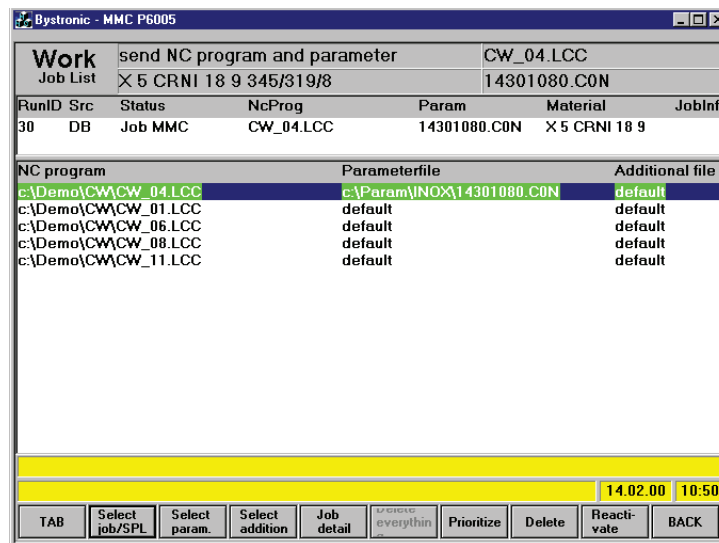 Bystronic - MMC P6005
Work send NC program and parameter CW_04.LCC
Job List X 5 CRNI 18 9 345/319/8 14301080.C0N
RunID Src Status NcProg Param Material JobInf
30 DB Job MMC CW_04.LCC 14301080.C0N X 5 CRNI 18 9
NC program Parameterfile Additional file
c:\Demo\CW\CW_04.LCC c:\Param\INOX\14301080.C0N default
c:\Demo\CW\CW_01.LCC default default
c:\Demo\CW\CW_06.LCC default default
c:\Demo\CW\CW_08.LCC default default
c:\Demo\CW\CW_11.LCC default default
14.02.00 10:50
TAB Select job/SPL Select param. Select addition Job detail Delete everythin Prioritize Delete Reacti- vate BACK